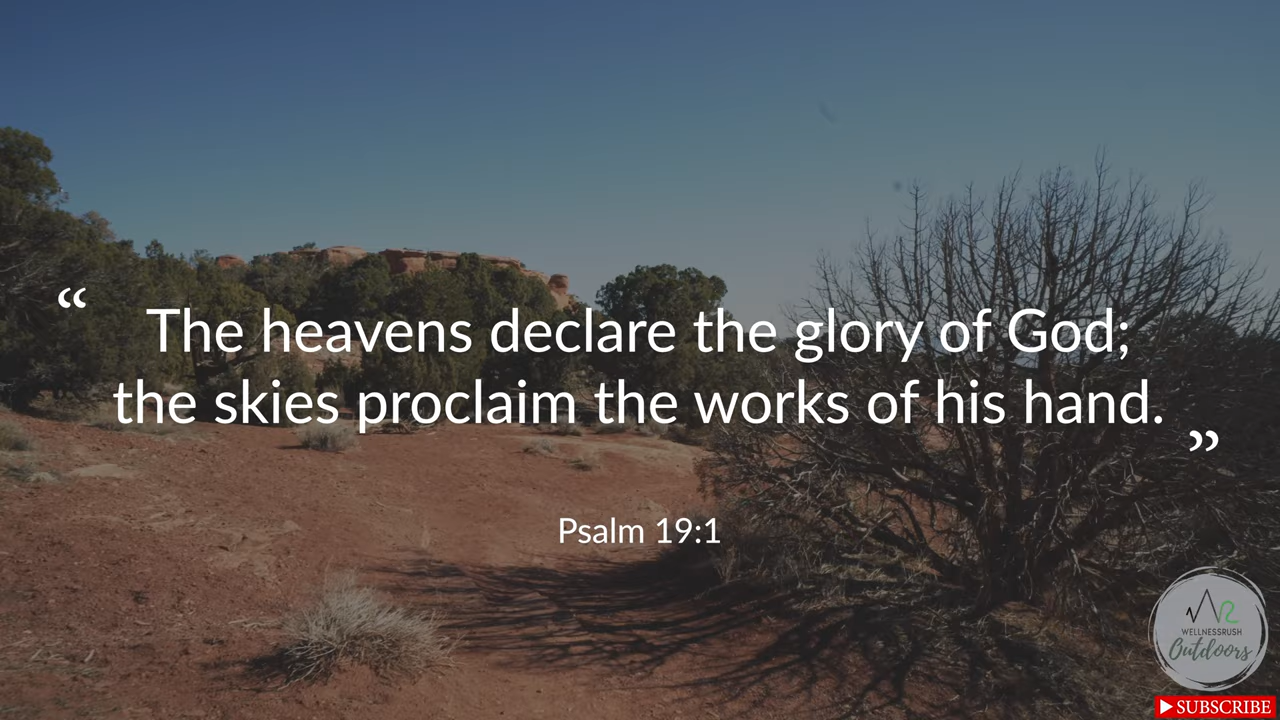 “ The heavens declare the glory of God;
the skies proclaim the works of his hand. ”
Psalm 19:1
WELLNESSRUSH
Outdoors
SUBSCRIBE